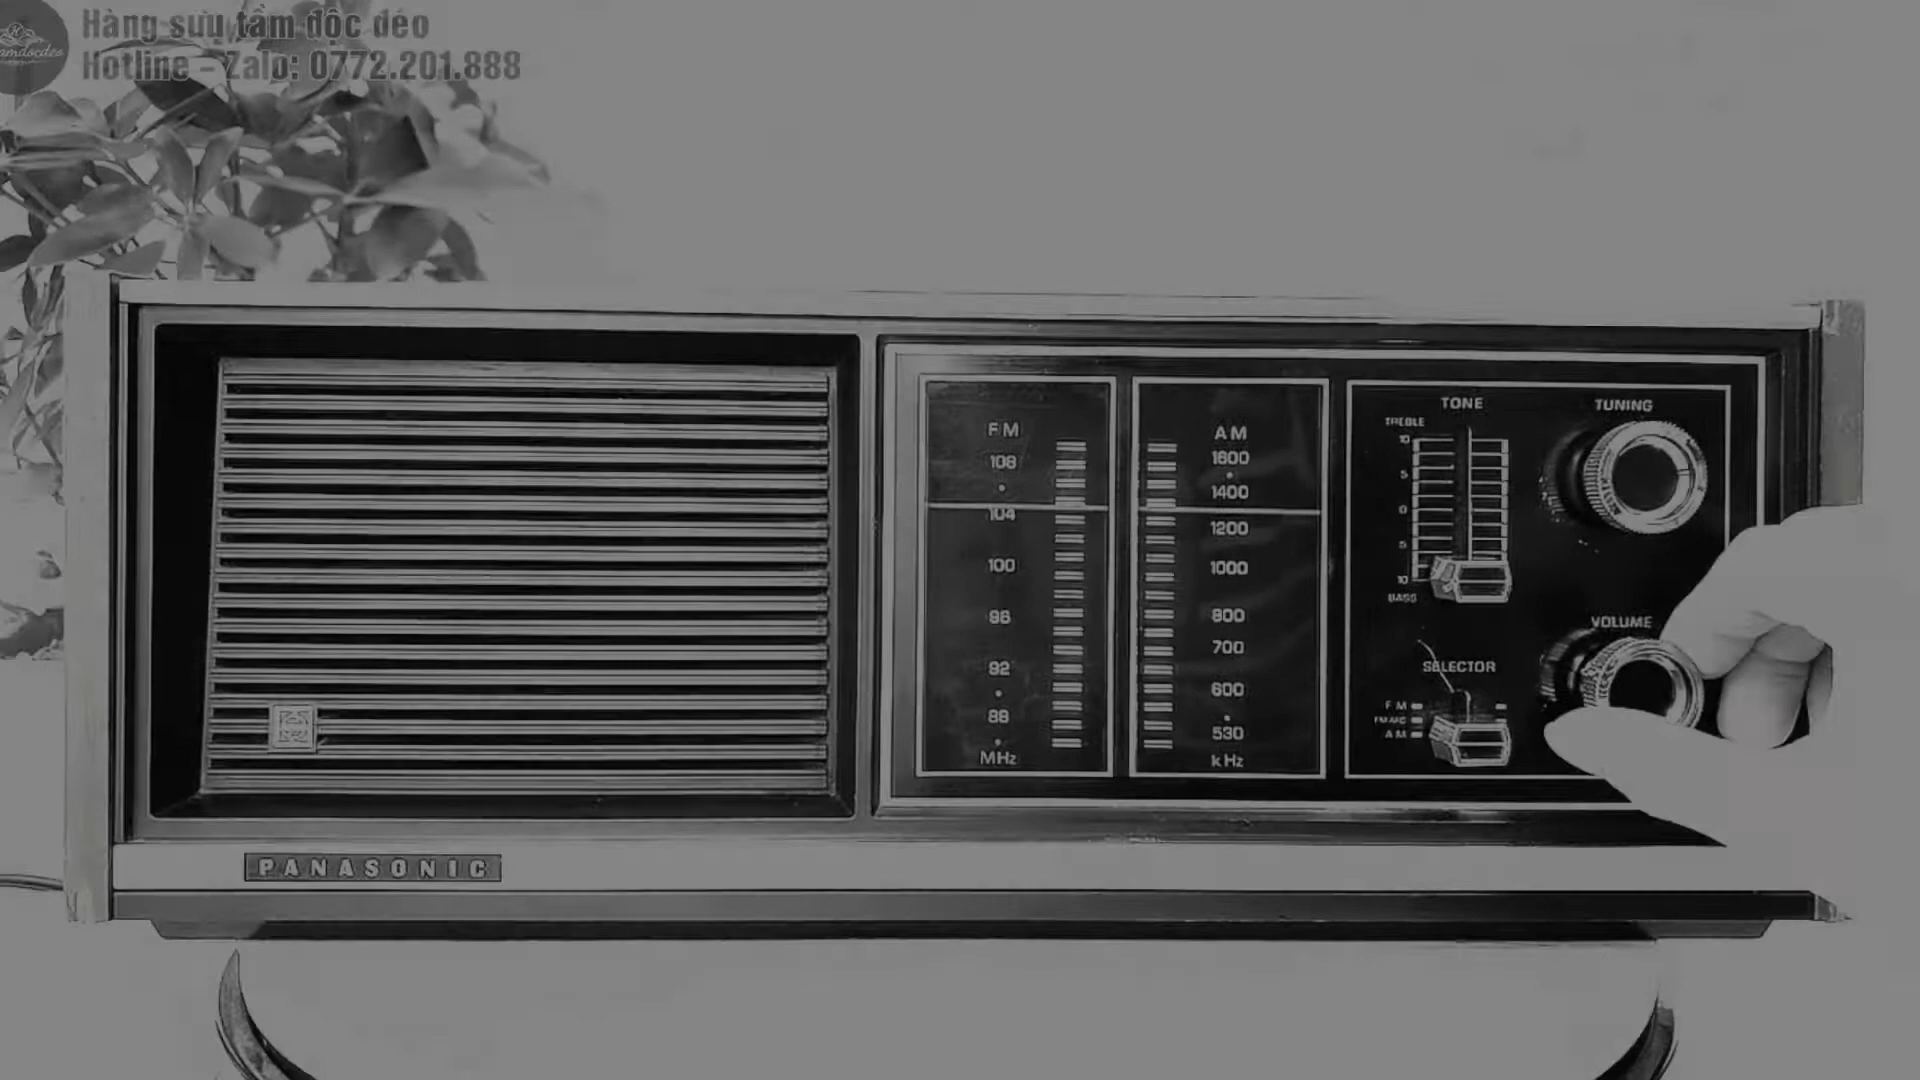 Hàng sưu tầm độc đéo
Hotline - Zalo: 0772.201.888
FM
108
104
100
96
92
88
MHz
AM
1600
1400
1200
1000
800
700
600
530
kHz
TONE
TREBLE
10
5
0
5
10
BASS
TUNING
VOLUME
SELECTOR
FM
FM-AFC
AM
PANASONIC